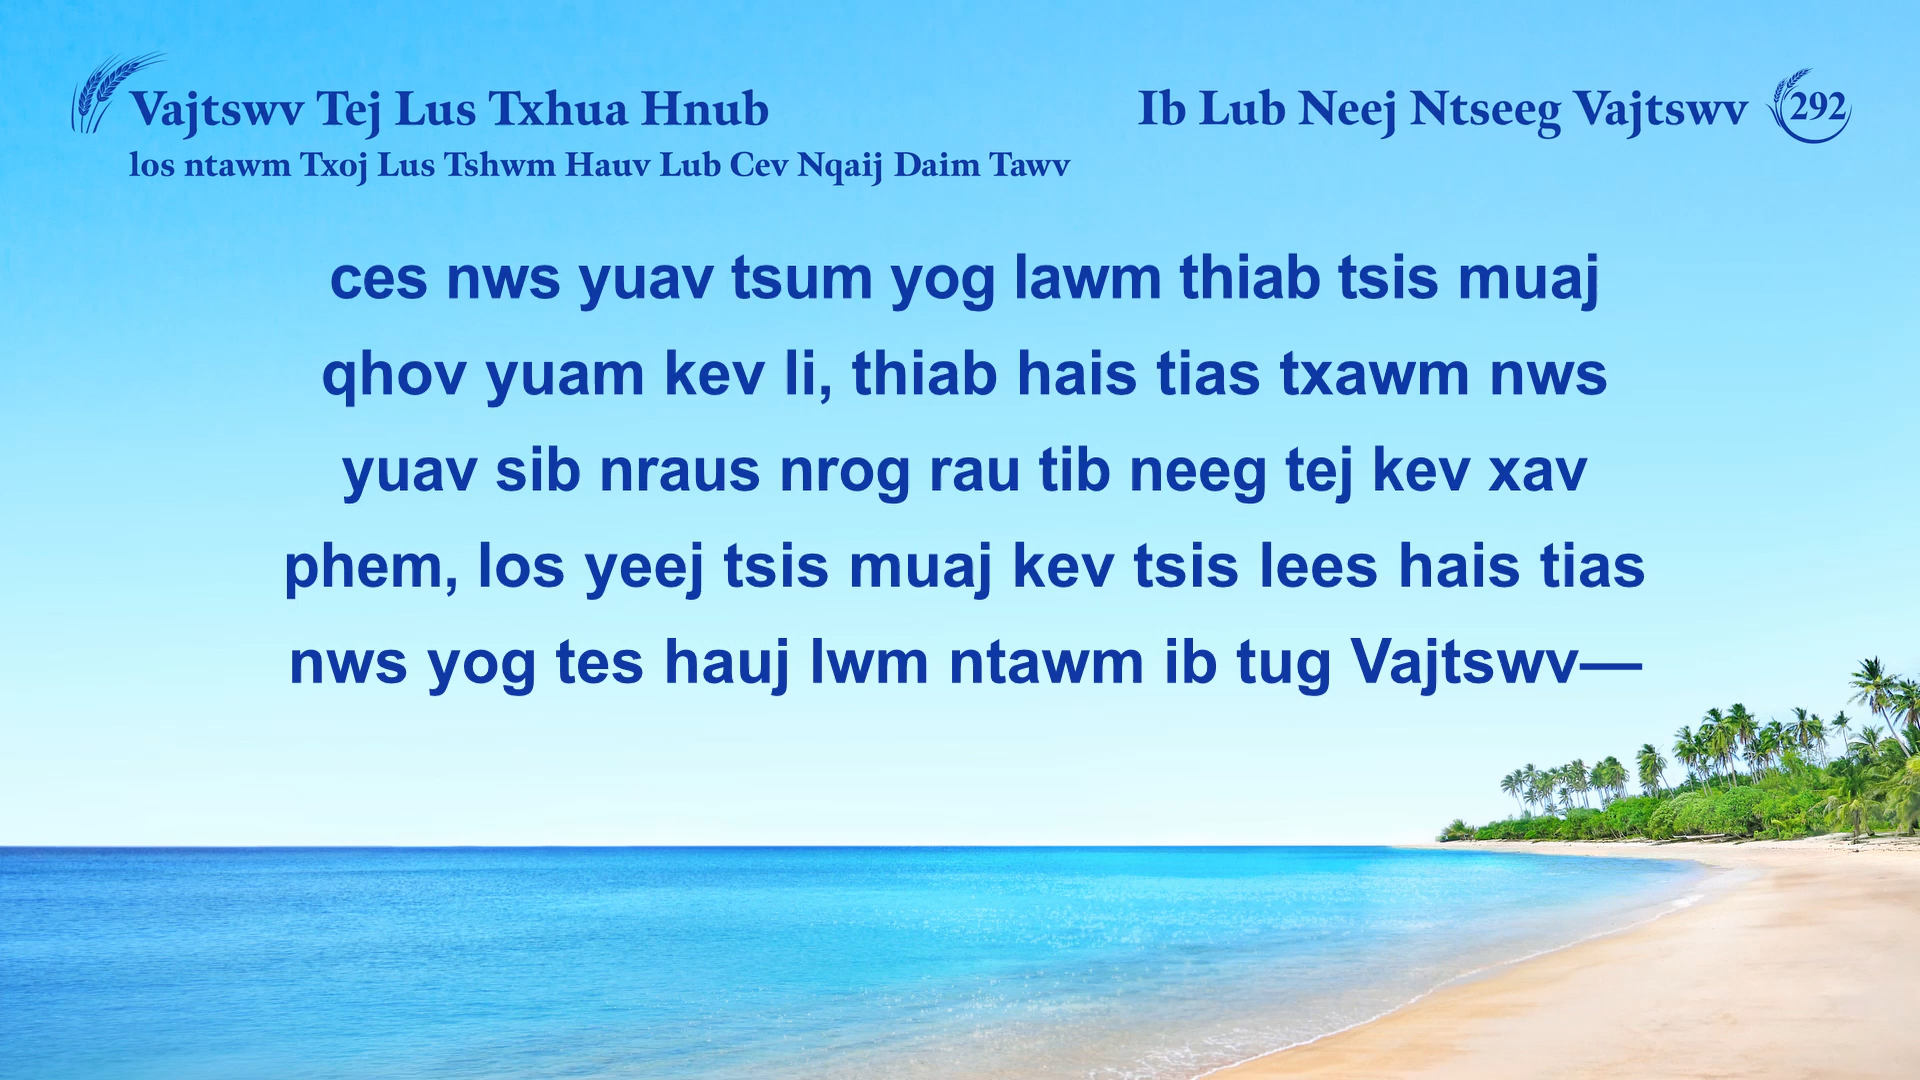 Vajtswv Tej Lus Txhua Hnub
los ntawm Txoj Lus Tshwm Hauv Lub Cev Nqaij Daim Tawv
Ib Lub Neej Ntseeg Vajtswv 292
ces nws yuav tsum yog lawm thiab tsis muaj
qhov yuam kev li, thiab hais tias txawm nws
yuav sib nraus nrog rau tib neeg tej kev xav
phem, los yeej tsis muaj kev tsis lees hais tias
nws yog tes hauj lwm ntawm ib tug Vajtswv—